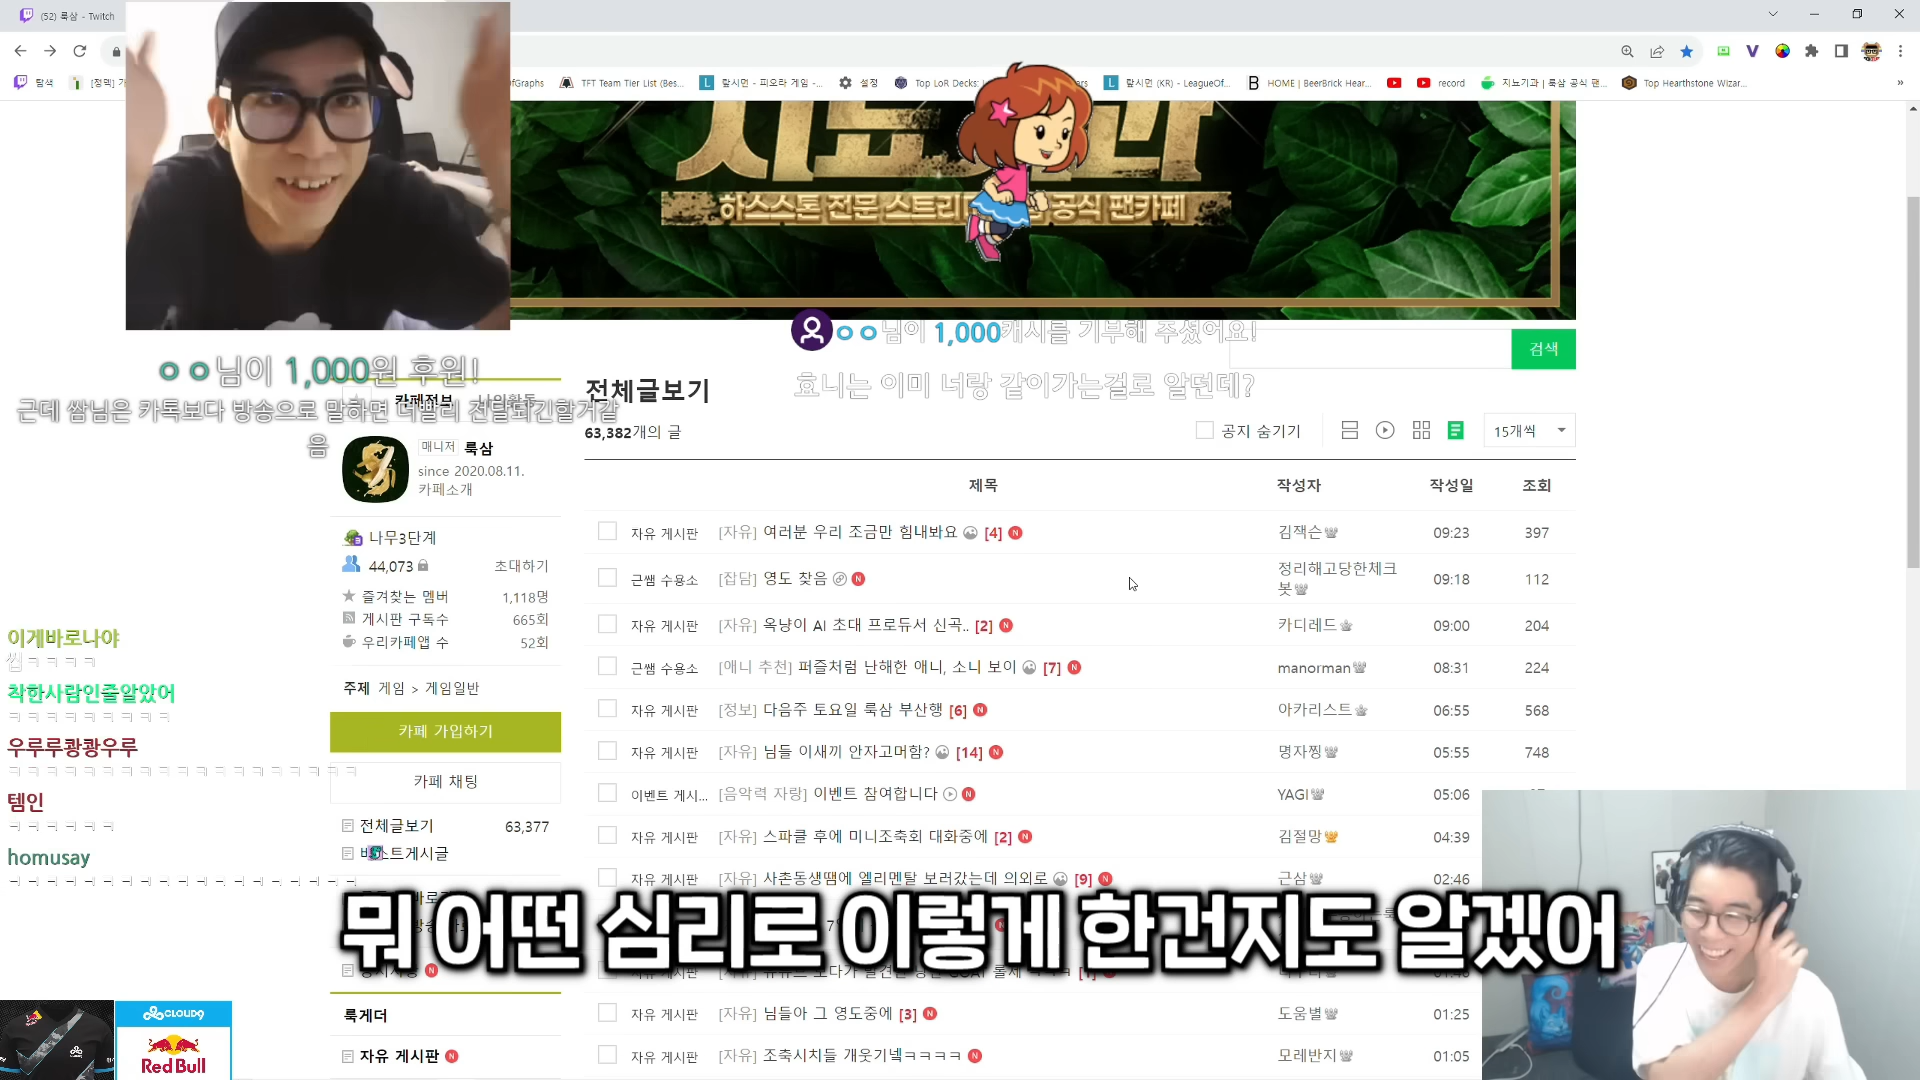 (52) 룩삼 - Twitch
탐색
TFT Team Tier List (Bes...
랔시먼 - 피오라 게임 -...
설정
Top LoR Decks:
랔시먼 (KR) - LeagueOf...
HOME | BeerBrick Hear...
record
지뇨기과 | 룩삼 공식 팬...
Top Hearthstone Wizar...
ㅇㅇ님이 1,000캐시를 기부해 주셨어요!
효니는 이미 너랑 같이가는걸로 알던데?
검색
ㅇㅇ님이 1,000원 후원!
근데 쌈님은 카톡보다 방송으로 말하면 더빨리 전달되긴할거같
음
카페정보
나의활동
매니저 룩삼
since 2020.08.11.
카페소개
나무3단계
44,073
초대하기
즐겨찾는 멤버 1,118명
게시판 구독수 665회
우리카페앱 수 52회
주제 게임 > 게임일반
카페 가입하기
카페 채팅
전체글보기 63,377
룩게더
자유 게시판 N
이게바로나야
착한사람인줄알았어
ㅋㅋㅋㅋㅋㅋㅋㅋㅋ
우루루쾅쾅우루
ㅋㅋㅋㅋㅋㅋㅋㅋㅋㅋㅋㅋㅋㅋㅋㅋㅋㅋㅋ
템인
ㅋㅋㅋㅋㅋㅋ
homusay
CLOUD9
Red Bull
전체글보기
63,382개의 글
공지 숨기기
15개씩
제목 작성자 작성일 조회
자유 게시판 [자유] 여러분 우리 조금만 힘내봐요 [4] N 김잭슨 09:23 397
근쌤 수용소 [잡담] 영도 찾음 N 정리해고당한체크봇 09:18 112
자유 게시판 [자유] 옥냥이 AI 초대 프로듀서 신곡.. [2] N 카디레드 09:00 204
근쌤 수용소 [애니 추천] 퍼즐처럼 난해한 애니, 소니 보이 [7] N manorman 08:31 224
자유 게시판 [정보] 다음주 토요일 룩삼 부산행 [6] N 아카리스트 06:55 568
자유 게시판 [자유] 님들 이새끼 안자고머함? [14] N 명자찡 05:55 748
이벤트 게시... [음악력 자랑] 이벤트 참여합니다 N YAGI 05:06
자유 게시판 [자유] 스파클 후에 미니조축회 대화중에 [2] N 김절망 04:39
자유 게시판 [자유] 사촌동생땜에 엘리멘탈 보러갔는데 의외로 [9] N 근삼 02:46
뭐 어떤 심리로 이렇게 한건지도 알겠어
자유 게시판 [자유] 님들아 그 영도중에 [3] N 도움별 01:25
자유 게시판 [자유] 조축시치들 개웃기넼ㅋㅋㅋㅋ N 모레반지 01:05